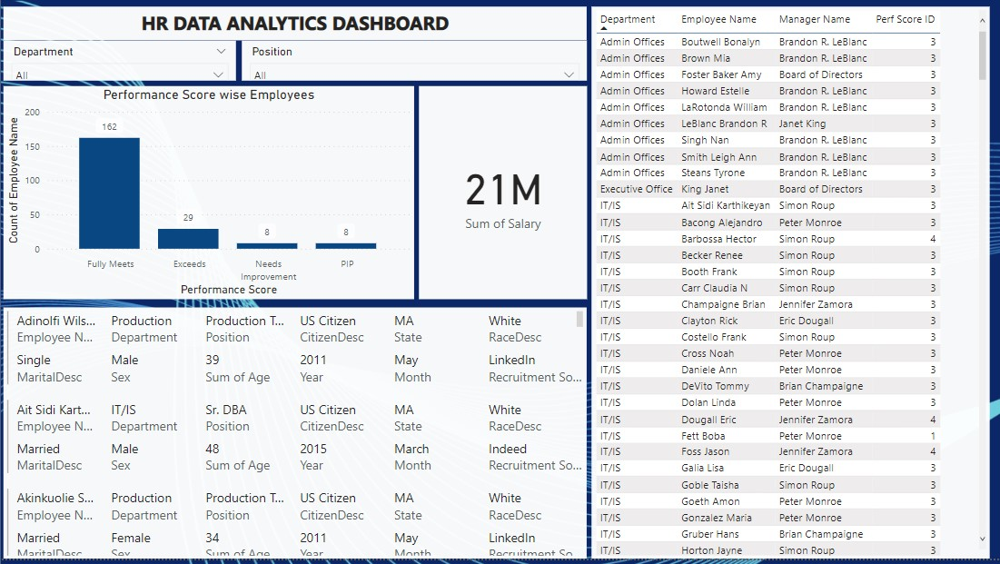 HR DATA ANALYTICS DASHBOARD
Department
All
Position
All
Performance Score wise Employees
Count of Employee Name
200
150
100
50
0
162
29
8
8
Fully Meets
Exceeds
Needs
Improvement
PIP
Performance Score
21M
Sum of Salary
Adinolfi Wils... Production Production T... US Citizen MA White
Employee N... Department Position CitizenDesc State RaceDesc
Single Male 39 2011 May LinkedIn
MaritalDesc Sex Sum of Age Year Month Recruitment So...
Ait Sidi Kart... IT/IS Sr. DBA US Citizen MA White
Employee N... Department Position CitizenDesc State RaceDesc
Married Male 48 2015 March Indeed
MaritalDesc Sex Sum of Age Year Month Recruitment So...
Akinkuolie S... Production Production T... US Citizen MA White
Employee N... Department Position CitizenDesc State RaceDesc
Married Female 34 2011 May LinkedIn
MaritalDesc Sex Sum of Age Year Month Recruitment So...
Department Employee Name Manager Name Perf Score ID
Admin Offices Boutwell Bonalyn Brandon R. LeBlanc 3
Admin Offices Brown Mia Brandon R. LeBlanc 3
Admin Offices Foster Baker Amy Board of Directors 3
Admin Offices Howard Estelle Brandon R. LeBlanc 3
Admin Offices LaRotonda William Brandon R. LeBlanc 3
Admin Offices LeBlanc Brandon R Janet King 3
Admin Offices Singh Nan Brandon R. LeBlanc 3
Admin Offices Smith Leigh Ann Brandon R. LeBlanc 3
Admin Offices Steans Tyrone Brandon R. LeBlanc 3
Executive Office King Janet Board of Directors 3
IT/IS Ait Sidi Karthikeyan Simon Roup 3
IT/IS Bacong Alejandro Peter Monroe 3
IT/IS Barbossa Hector Simon Roup 4
IT/IS Becker Renee Simon Roup 3
IT/IS Booth Frank Simon Roup 3
IT/IS Carr Claudia N Simon Roup 3
IT/IS Champaigne Brian Jennifer Zamora 3
IT/IS Clayton Rick Eric Dougall 3
IT/IS Costello Frank Simon Roup 3
IT/IS Cross Noah Peter Monroe 3
IT/IS Daniele Ann Peter Monroe 3
IT/IS DeVito Tommy Brian Champaigne 3
IT/IS Dolan Linda Peter Monroe 3
IT/IS Dougall Eric Jennifer Zamora 4
IT/IS Fett Boba Peter Monroe 1
IT/IS Foss Jason Jennifer Zamora 4
IT/IS Galia Lisa Eric Dougall 3
IT/IS Goble Taisha Simon Roup 3
IT/IS Goeth Amon Peter Monroe 3
IT/IS Gonzalez Maria Peter Monroe 3
IT/IS Gruber Hans Brian Champaigne 3
IT/IS Horton Jayne Simon Roup 3